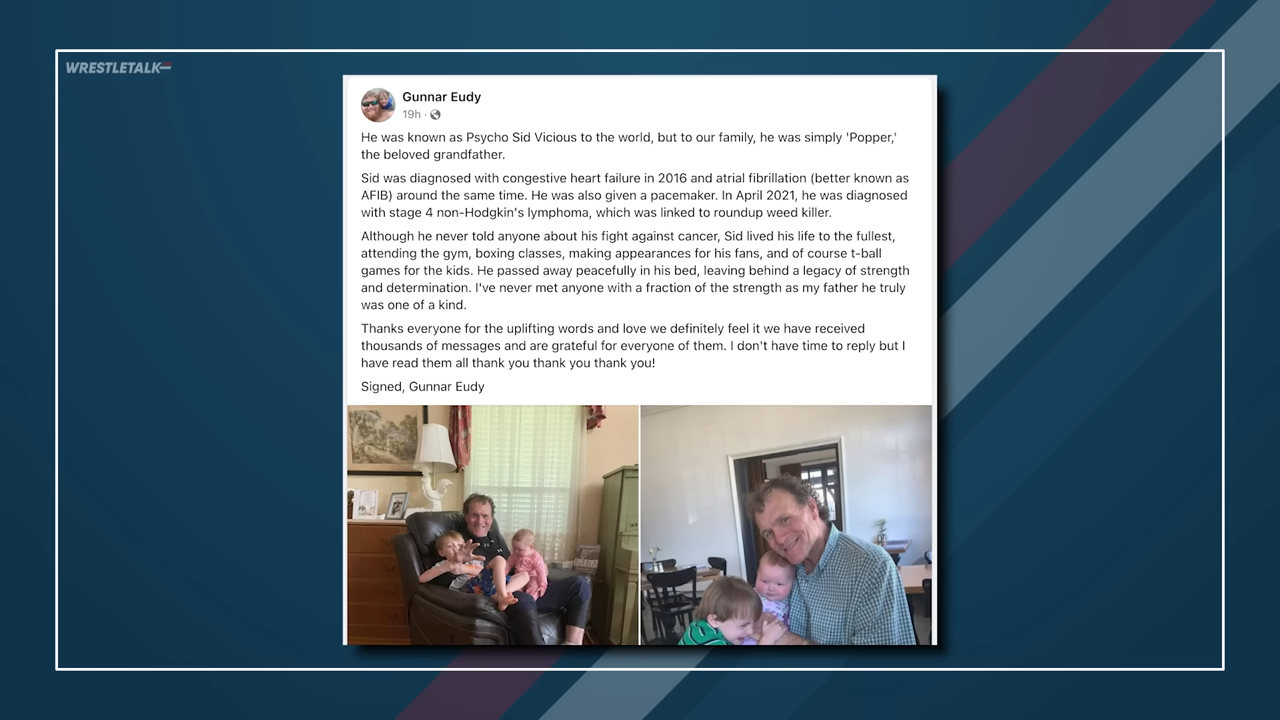 WRESTLETALK
Gunnar Eudy
19h ·
He was known as Psycho Sid Vicious to the world, but to our family, he was simply 'Popper,'
the beloved grandfather.
Sid was diagnosed with congestive heart failure in 2016 and atrial fibrillation (better known as
AFIB) around the same time. He was also given a pacemaker. In April 2021, he was diagnosed
with stage 4 non-Hodgkin's lymphoma, which was linked to roundup weed killer.
Although he never told anyone about his fight against cancer, Sid lived his life to the fullest,
attending the gym, boxing classes, making appearances for his fans, and of course t-ball
games for the kids. He passed away peacefully in his bed, leaving behind a legacy of strength
and determination. I've never met anyone with a fraction of the strength as my father he truly
was one of a kind.
Thanks everyone for the uplifting words and love we definitely feel it we have received
thousands of messages and are grateful for everyone of them. I don't have time to reply but I
have read them all thank you thank you thank you!
Signed, Gunnar Eudy